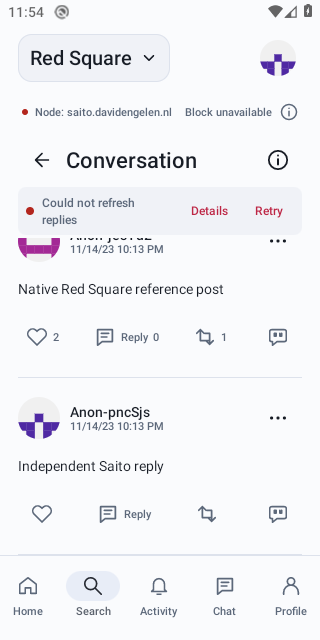 11:54
Red Square
Node: saito.davidengelen.nl Block unavailable
Conversation
Could not refresh
replies
Details Retry
11/14/23 10:13 PM
Native Red Square reference post
2 Reply 0 1
Anon-pncSjs
11/14/23 10:13 PM
Independent Saito reply
Reply
Home Search Activity Chat Profile